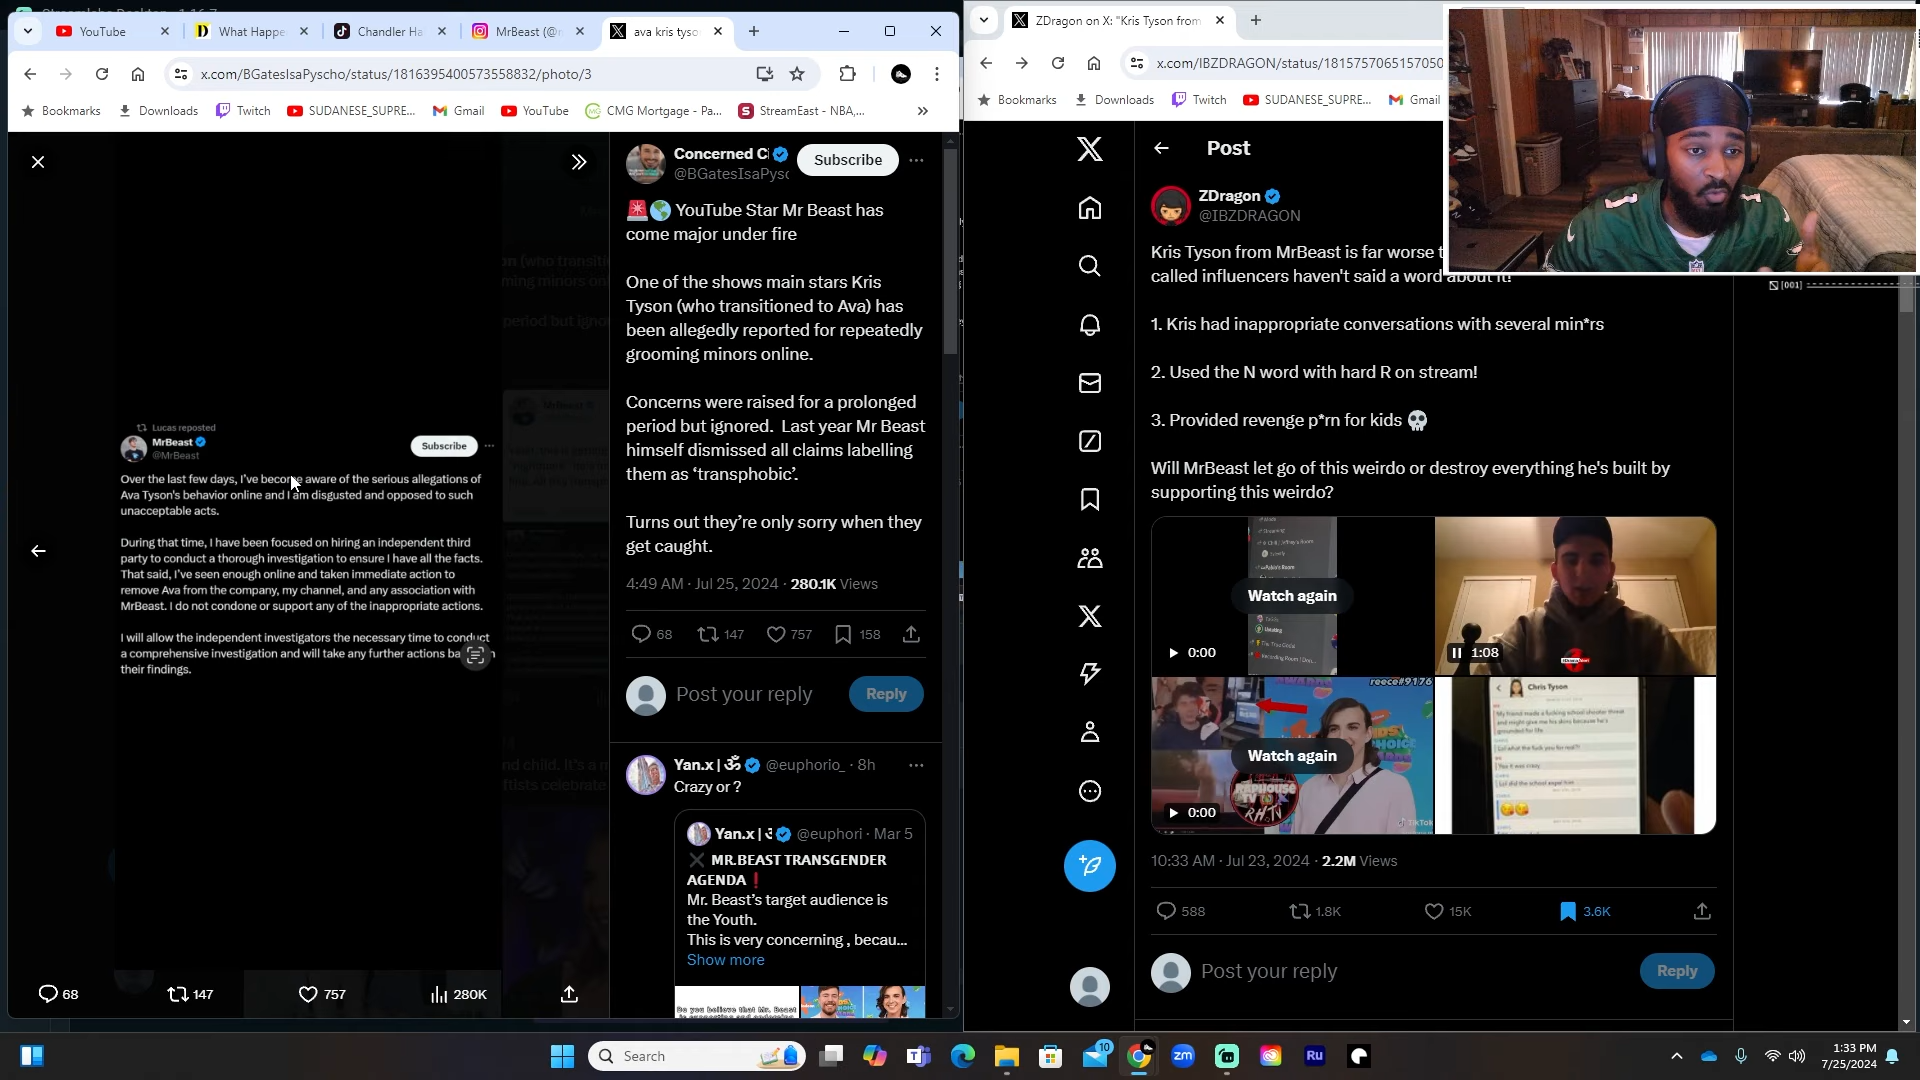 YouTube
What Happe
Chandler Ha
MrBeast (@
ava kris tyso
x.com/BGatesIsaPyscho/status/1816395400573558832/photo/3
Bookmarks
Downloads
Twitch
SUDANESE_SUPRE...
Gmail
YouTube
CMG Mortgage - Pa...
StreamEast - NBA,...
Lucas reposted
MrBeast
@MrBeast
Subscribe
Over the last few days, I've become aware of the serious allegations of
Ava Tyson's behavior online and I am disgusted and opposed to such
unacceptable acts.
During that time, I have been focused on hiring an independent third
party to conduct a thorough investigation to ensure I have all the facts.
That said, I've seen enough online and taken immediate action to
remove Ava from the company, my channel, and any association with
MrBeast. I do not condone or support any of the inappropriate actions.
I will allow the independent investigators the necessary time to conduct
a comprehensive investigation and will take any further actions
their findings.
68
147
757
280K
Concerned Ci
@BGatesIsaPysc
Subscribe
🚨🌎 YouTube Star Mr Beast has
come major under fire
One of the shows main stars Kris
Tyson (who transitioned to Ava) has
been allegedly reported for repeatedly
grooming minors online.
Concerns were raised for a prolonged
period but ignored. Last year Mr Beast
himself dismissed all claims labelling
them as ‘transphobic’.
Turns out they’re only sorry when they
get caught.
4:49 AM · Jul 25, 2024 · 280.1K Views
68
147
757
158
Post your reply
Reply
Yan.x | ॐ @euphorio_ · 8h
Crazy or ?
Yan.x | @euphori · Mar 5
❌ MR.BEAST TRANSGENDER
AGENDA❗
Mr. Beast's target audience is
the Youth.
This is very concerning , becau...
Show more
ZDragon on X: "Kris Tyson from
x.com/IBZDRAGON/status/1815757065157050
Bookmarks
Downloads
Twitch
SUDANESE_SUPRE...
Gmail
Post
ZDragon
@IBZDRAGON
Kris Tyson from MrBeast is far worse
called influencers haven't said a word about it!
1. Kris had inappropriate conversations with several min*rs
2. Used the N word with hard R on stream!
3. Provided revenge p*rn for kids 💀
Will MrBeast let go of this weirdo or destroy everything he's built by
supporting this weirdo?
Watch again
0:00
1:08
reece#9176
Watch again
0:00
TikTok
Chris Tyson
10:33 AM · Jul 23, 2024 · 2.2M Views
588
1.8K
15K
3.6K
Post your reply
Reply
[001]
Search
10
zm
Ru
1:33 PM
7/25/2024